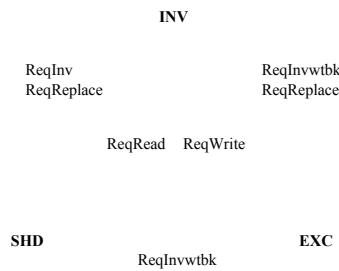 INV
ReqInv ReqInvwtbk
ReqReplace ReqReplace
ReqRead ReqWrite
SHD EXC
ReqInvwtbk